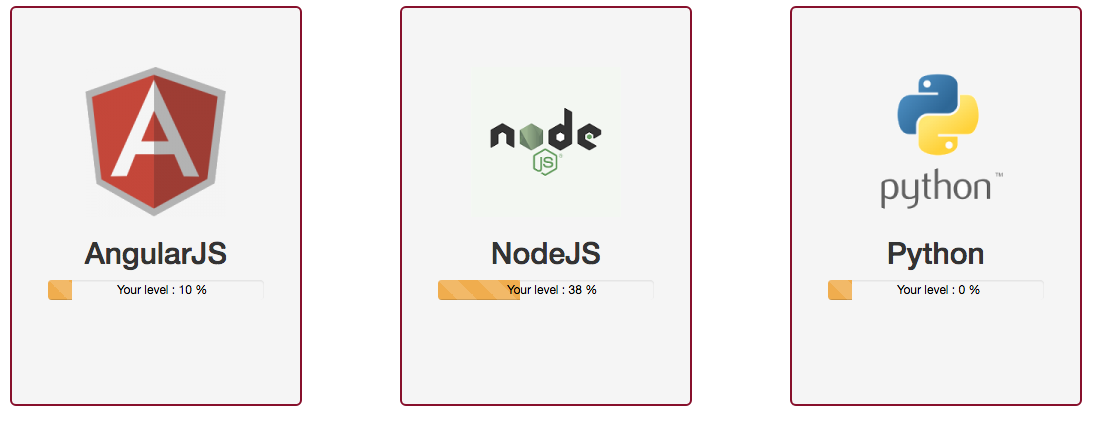 node
JS
python™
AngularJS
NodeJS
Python
Your level : 10 %
Your level : 38 %
Your level : 0 %